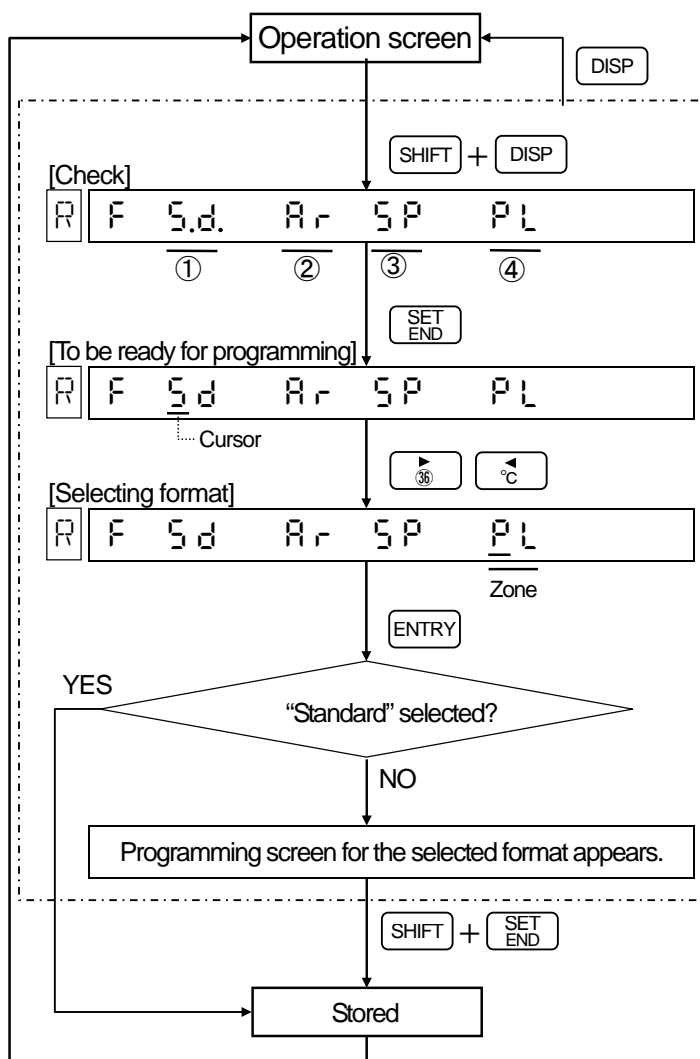 Operation screen
DISP
SHIFT + DISP
[Check]
R F S.d. Ar SP PL
① ② ③ ④
SET
END
[To be ready for programming]
R F Sd Ar SP PL
Cursor
▶ ◀
㊱ °C
[Selecting format]
R F Sd Ar SP PL
Zone
ENTRY
YES
“Standard” selected?
NO
Programming screen for the selected format appears.
SHIFT + SET
END
Stored